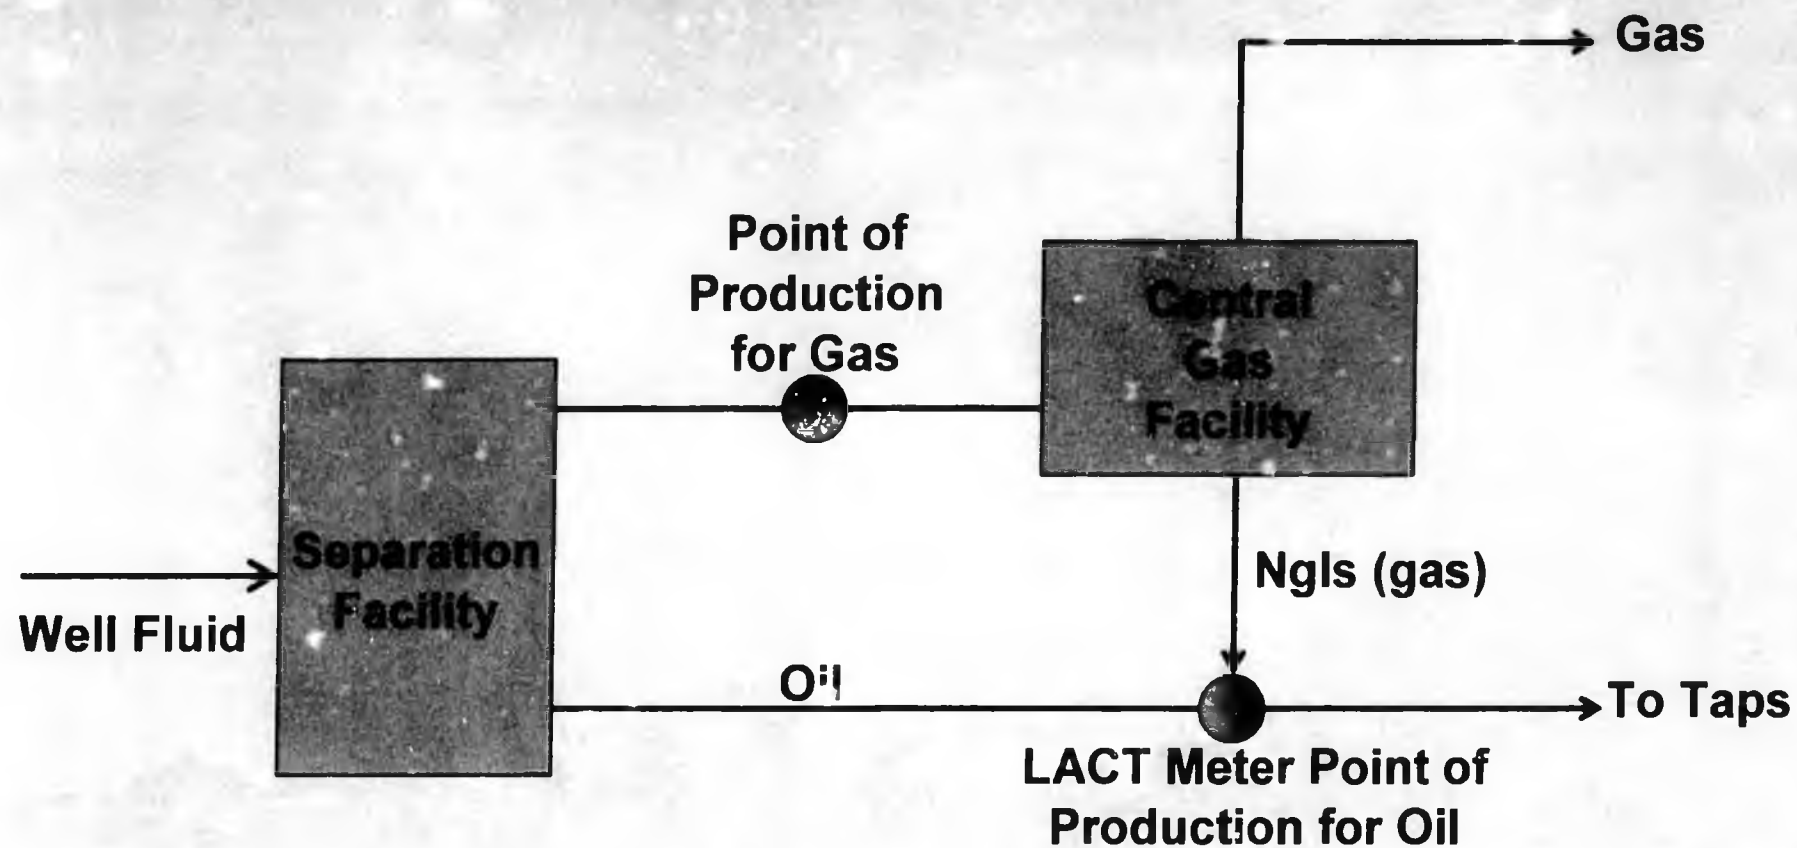 Gas
Point of
Production
for Gas
Central
Gas
Facility
Separation
Facility
Well Fluid
Ngls (gas)
Oil
To Taps
LACT Meter Point of
Production for Oil